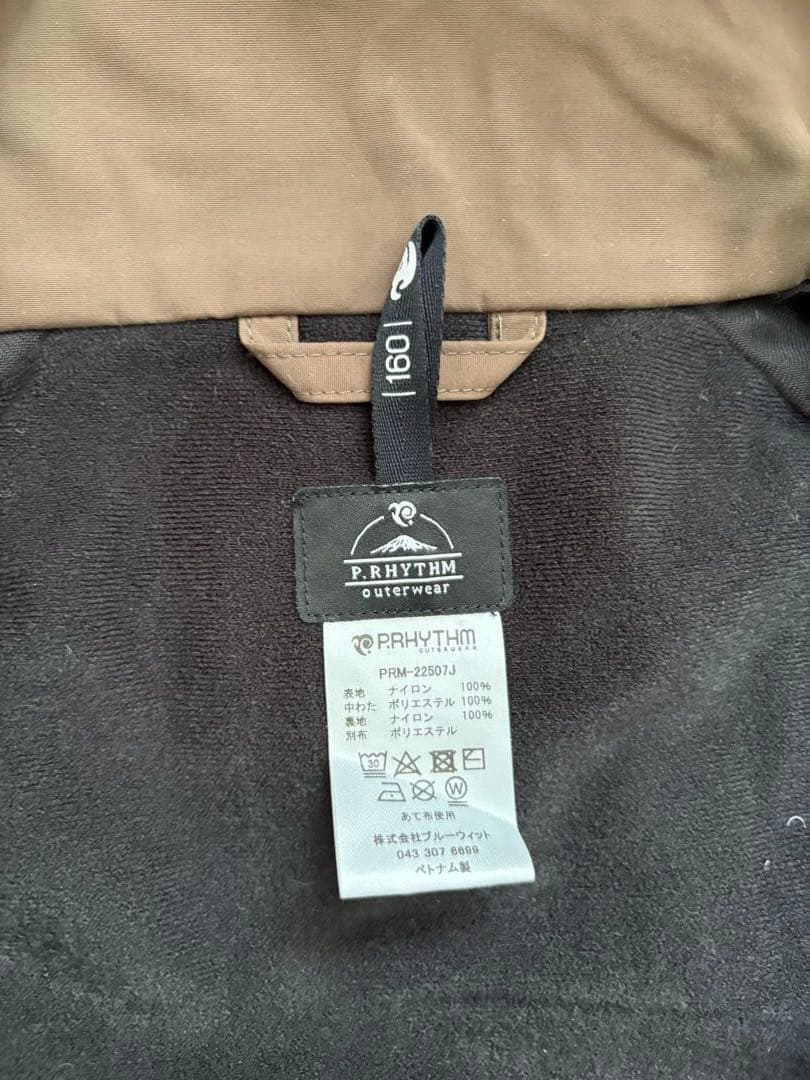 160
P.RHYTHM
outerwear
P.RHYTHM
OUTERWEAR
PRM-22507J
表地 ナイロン 100%
中わた ポリエステル 100%
裏地 ナイロン 100%
別布 ポリエステル
30
W
あて布使用
株式会社ブルーウィット
043 307 6699
ベトナム製